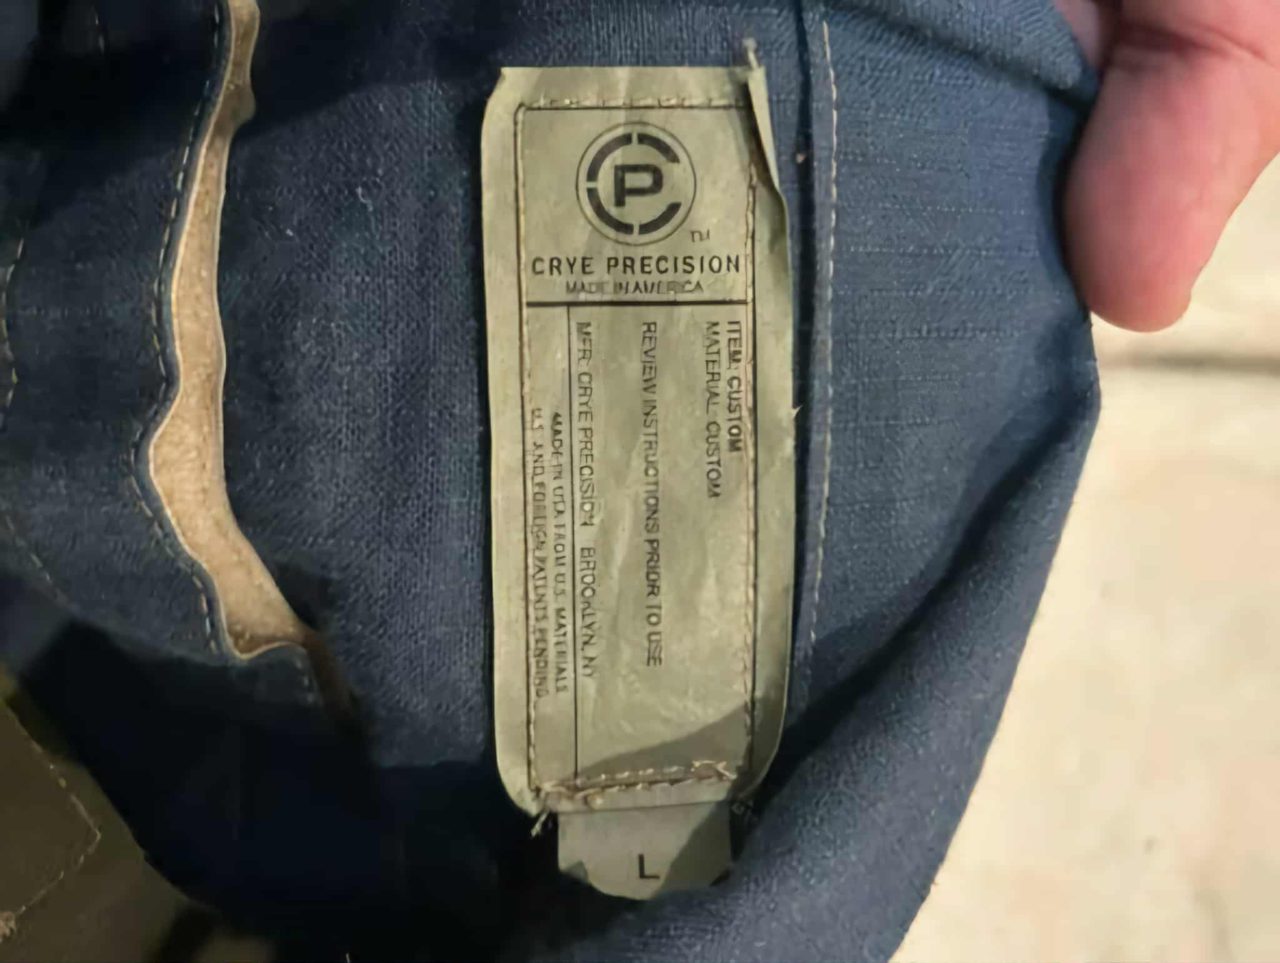 CP
TM
CRYE PRECISION
MADE IN AMERICA
ITEM: CUSTOM
MATERIAL: CUSTOM
REVIEW INSTRUCTIONS PRIOR TO USE
MFR: CRYE PRECISION BROOKLYN, NY
MADE IN USA FROM U.S. MATERIALS
U.S. AND FOREIGN PATENTS PENDING
L